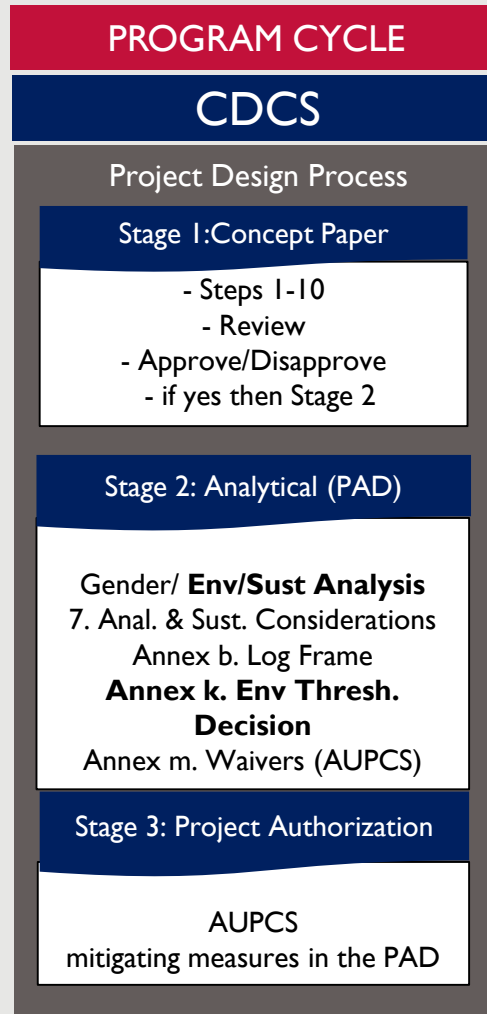 PROGRAM CYCLE
CDCS
Project Design Process
Stage 1:Concept Paper
- Steps 1-10
- Review
- Approve/Disapprove
- if yes then Stage 2
Stage 2: Analytical (PAD)
Gender/ Env/Sust Analysis
7. Anal. & Sust. Considerations
Annex b. Log Frame
Annex k. Env Thresh.
Decision
Annex m. Waivers (AUPCS)
Stage 3: Project Authorization
AUPCS
mitigating measures in the PAD